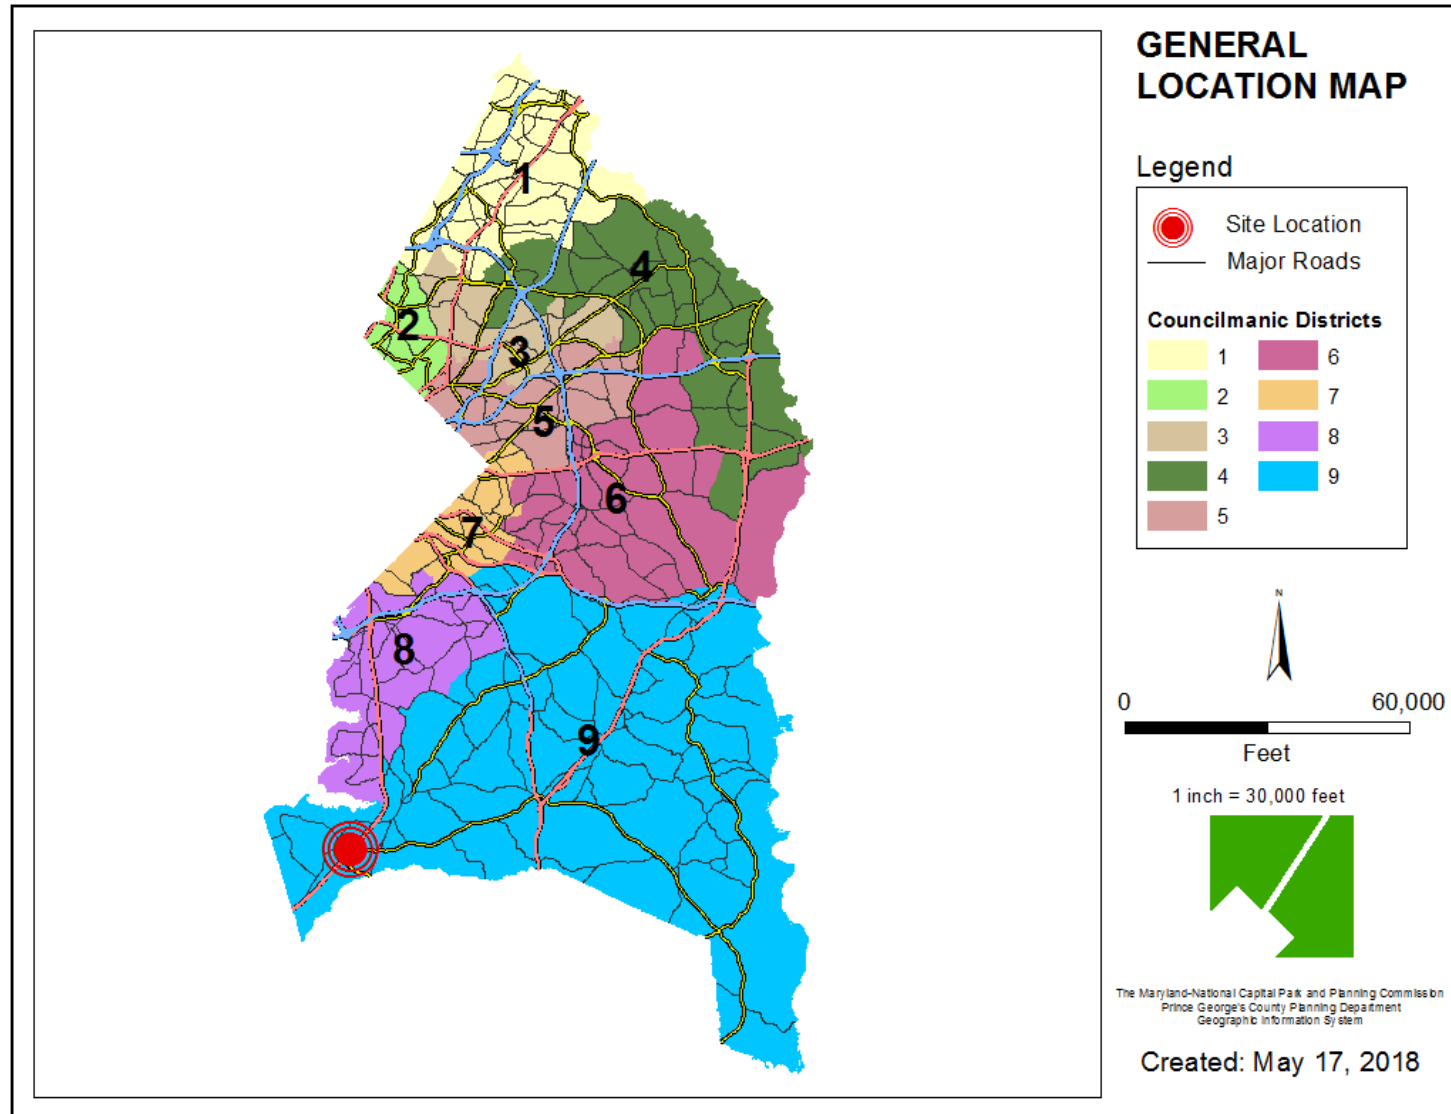 GENERAL
LOCATION MAP
Legend
Site Location
Major Roads
Councilmanic Districts
1 6
2 7
3 8
4 9
5
N
0 60,000
Feet
1 inch = 30,000 feet
The Maryland-National Capital Park and Planning Commission
Prince George's County Planning Department
Geographic Information System
Created: May 17, 2018
1
4
2
3
5
6
7
8
9